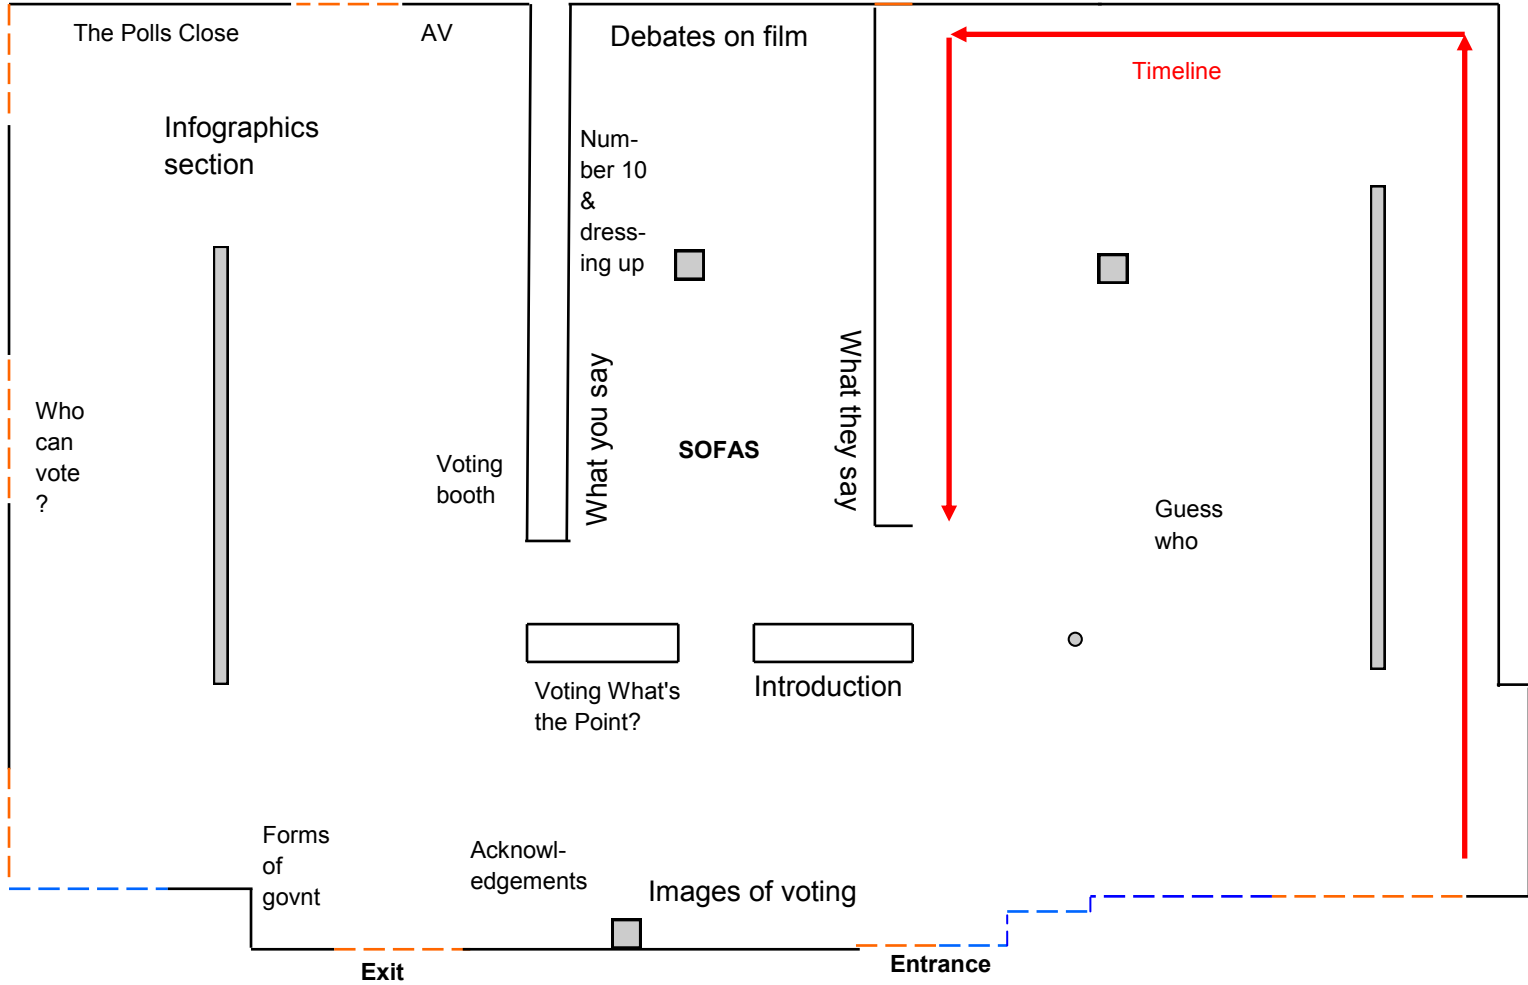 The Polls Close
AV
Debates on film
Timeline
Infographics
section
Num-
ber 10
&
dress-
ing up
What you say
What they say
SOFAS
Who
can
vote
?
Voting
booth
Guess
who
Voting What's
the Point?
Introduction
Forms
of
govnt
Acknowl-
edgements
Images of voting
Exit
Entrance